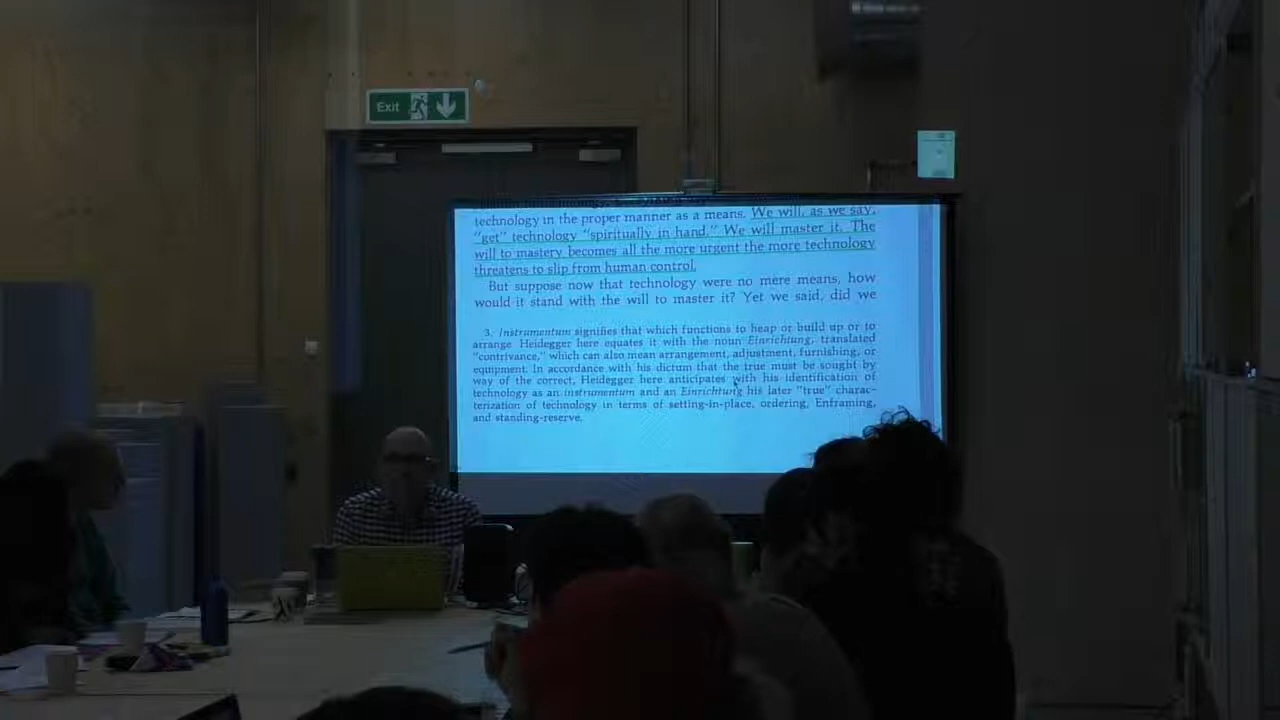 Exit
technology in the proper manner as a means. We will, as we say,
"get" technology "spiritually in hand." We will master it. The
will to mastery becomes all the more urgent the more technology
threatens to slip from human control.
But suppose now that technology were no mere means, how
would it stand with the will to master it? Yet we said, did we
3. Instrumentum signifies that which functions to heap or build up or to
arrange. Heidegger here equates it with the noun Einrichtung, translated
"contrivance," which can also mean arrangement, adjustment, furnishing, or
equipment. In accordance with his dictum that the true must be sought by
way of the correct, Heidegger here anticipates with his identification of
technology as an instrumentum and an Einrichtung his later "true" charac-
terization of technology in terms of setting-in-place, ordering, Enframing,
and standing-reserve.